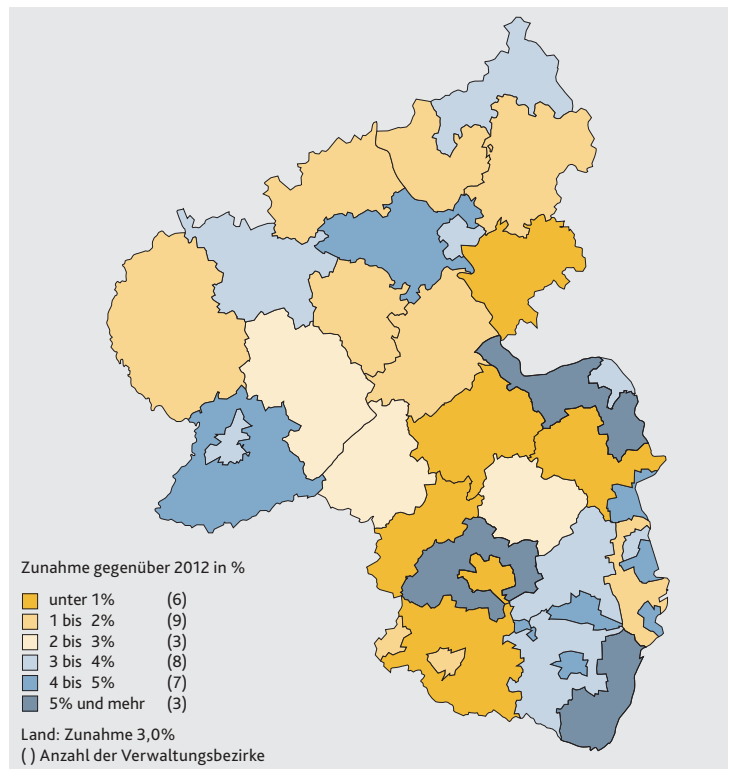 Zunahme gegenüber 2012 in %
unter 1% (6)
1 bis 2% (9)
2 bis 3% (3)
3 bis 4% (8)
4 bis 5% (7)
5% und mehr (3)
Land: Zunahme 3,0%
( ) Anzahl der Verwaltungsbezirke